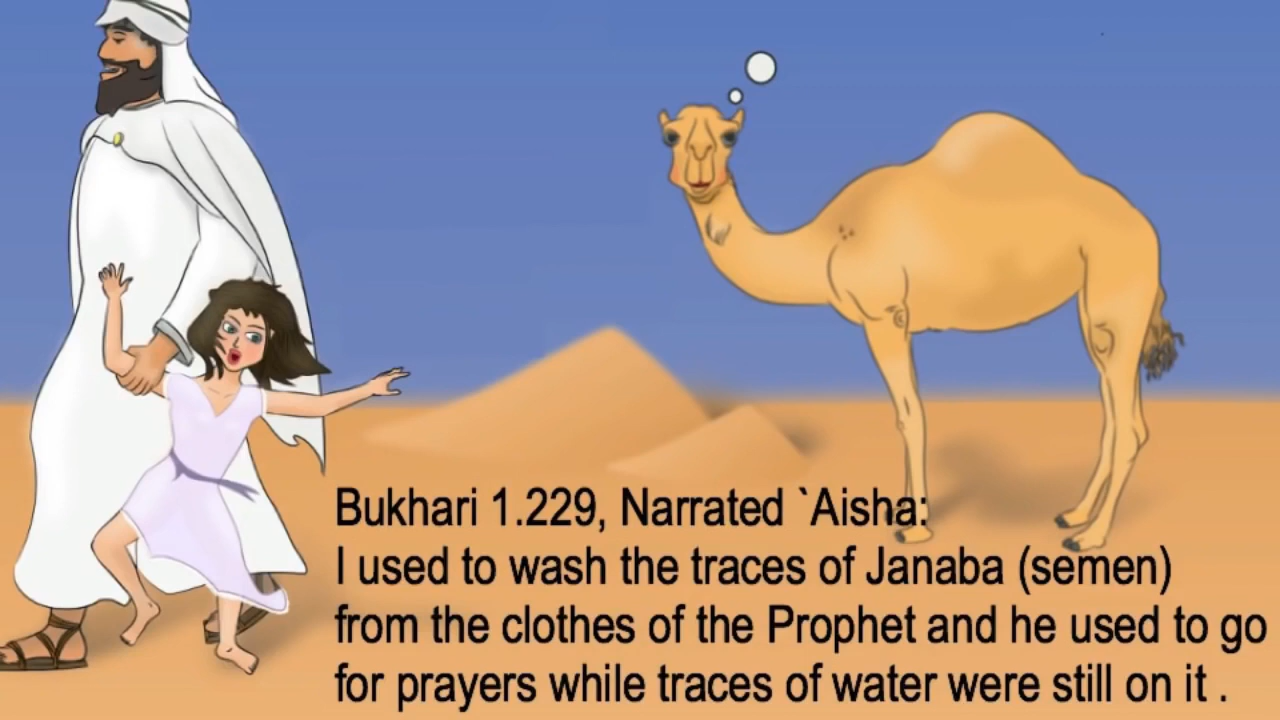 Bukhari 1.229, Narrated `Aisha:
I used to wash the traces of Janaba (semen)
from the clothes of the Prophet and he used to go
for prayers while traces of water were still on it .